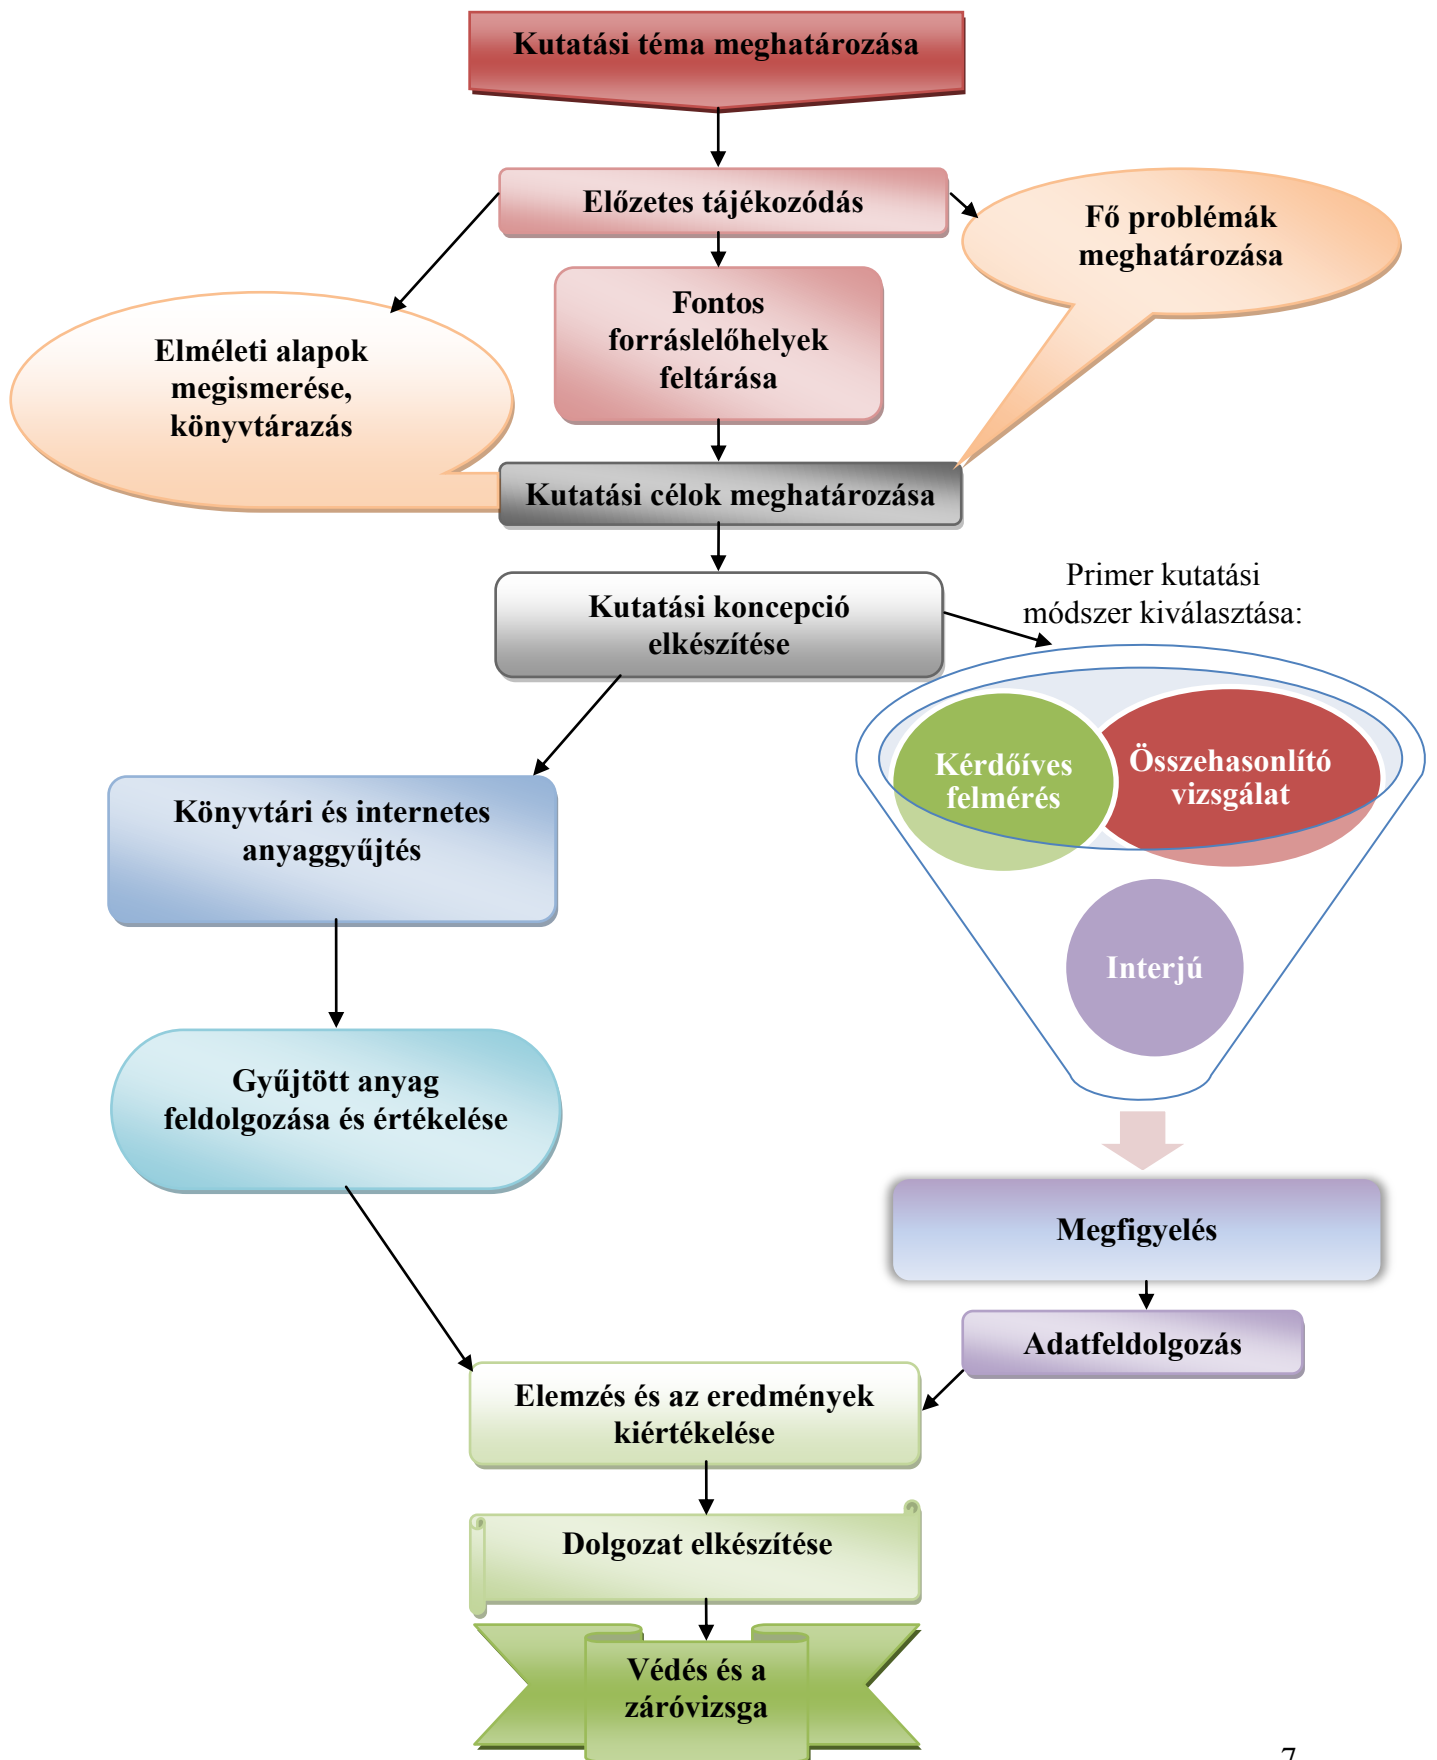 Kutatási téma meghatározása
Előzetes tájékozódás
Fő problémák
meghatározása
Fontos
forráslelőhelyek
feltárása
Elméleti alapok
megismerése,
könyvtárazás
Kutatási célok meghatározása
Kutatási koncepció
elkészítése
Primer kutatási
módszer kiválasztása:
Kérdőíves
felmérés
Összehasonlító
vizsgálat
Interjú
Könyvtári és internetes
anyaggyűjtés
Gyűjtött anyag
feldolgozása és értékelése
Megfigyelés
Adatfeldolgozás
Elemzés és az eredmények
kiértékelése
Dolgozat elkészítése
Védés és a
záróvizsga
7